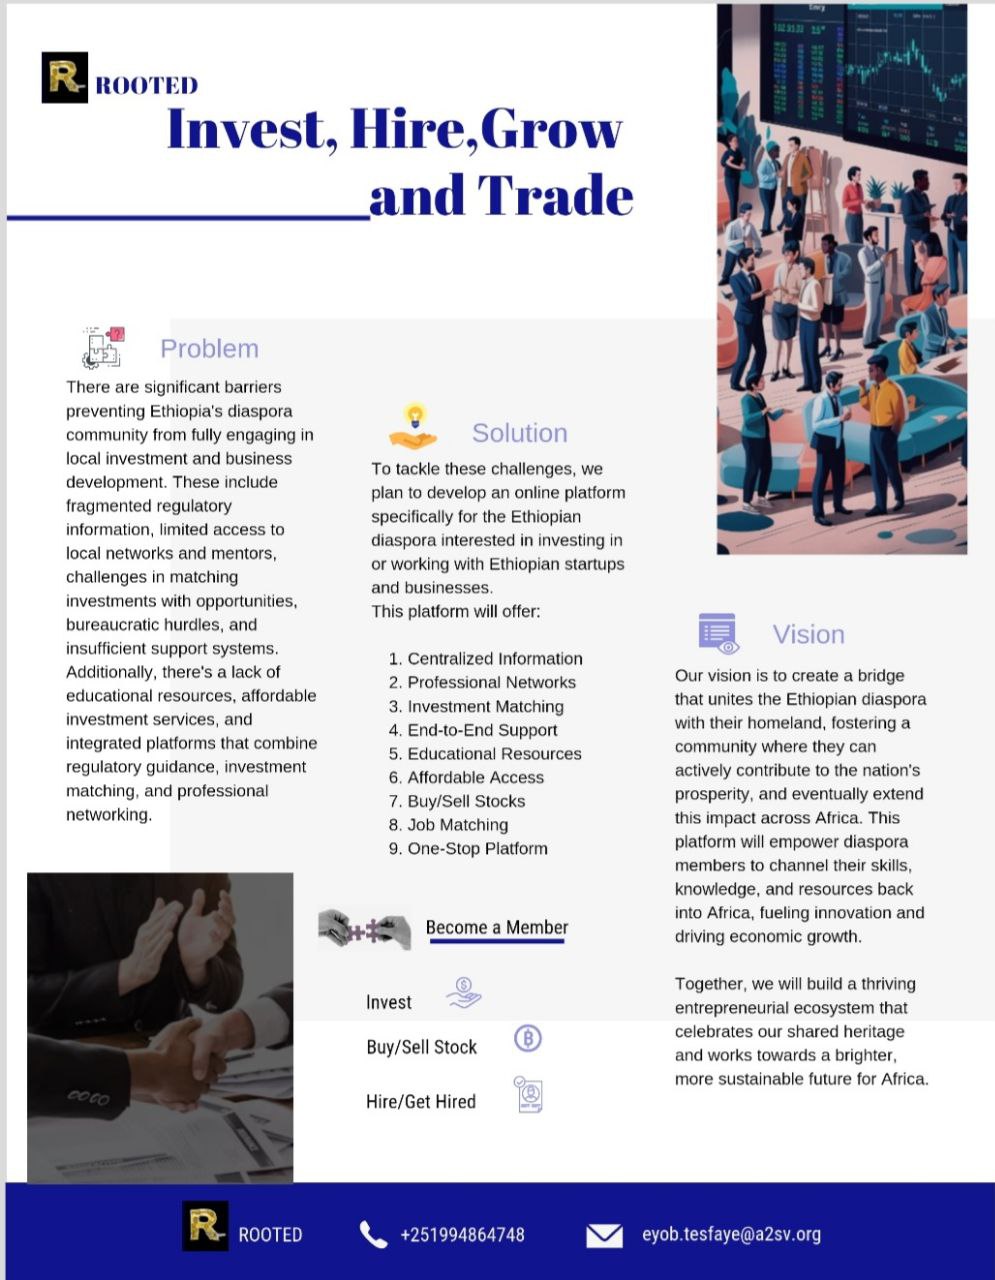 ROOTED
Invest, Hire,Grow
and Trade
Problem
There are significant barriers
preventing Ethiopia's diaspora
community from fully engaging in
local investment and business
development. These include
fragmented regulatory
information, limited access to
local networks and mentors,
challenges in matching
investments with opportunities,
bureaucratic hurdles, and
insufficient support systems.
Additionally, there's a lack of
educational resources, affordable
investment services, and
integrated platforms that combine
regulatory guidance, investment
matching, and professional
networking.
Solution
To tackle these challenges, we
plan to develop an online platform
specifically for the Ethiopian
diaspora interested in investing in
or working with Ethiopian startups
and businesses.
This platform will offer:
1. Centralized Information
2. Professional Networks
3. Investment Matching
4. End-to-End Support
5. Educational Resources
6. Affordable Access
7. Buy/Sell Stocks
8. Job Matching
9. One-Stop Platform
Become a Member
Invest
Buy/Sell Stock
Hire/Get Hired
Vision
Our vision is to create a bridge
that unites the Ethiopian diaspora
with their homeland, fostering a
community where they can
actively contribute to the nation's
prosperity, and eventually extend
this impact across Africa. This
platform will empower diaspora
members to channel their skills,
knowledge, and resources back
into Africa, fueling innovation and
driving economic growth.
Together, we will build a thriving
entrepreneurial ecosystem that
celebrates our shared heritage
and works towards a brighter,
more sustainable future for Africa.
R
ROOTED
+251994864748
eyob.tesfaye@a2sv.org